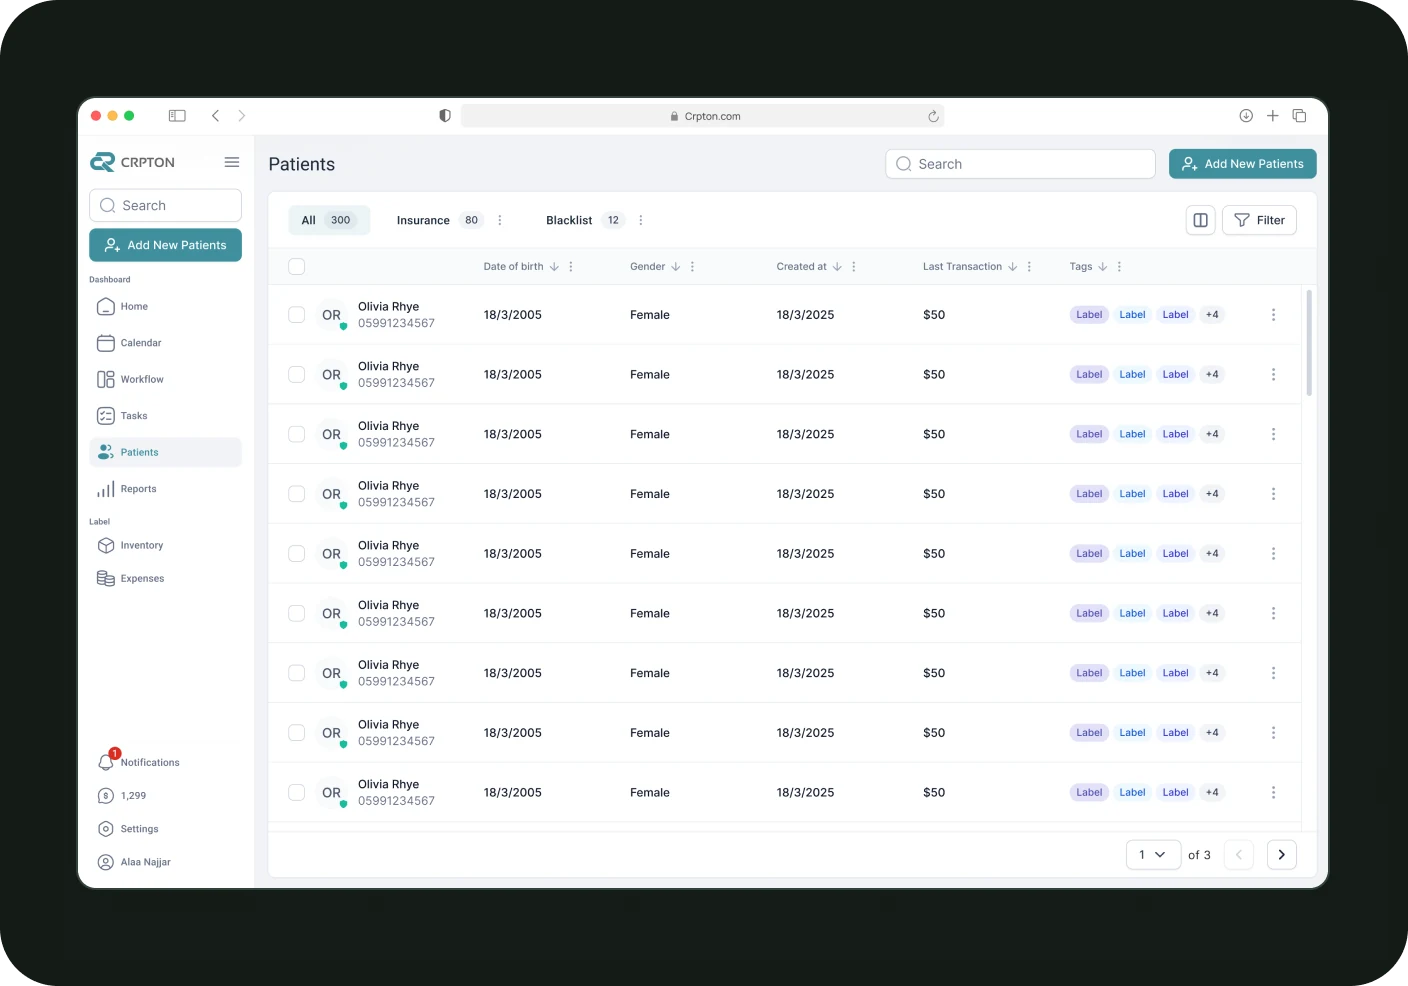 Crpton.com
CRPTON
Search
Add New Patients
Dashboard
Home
Calendar
Workflow
Tasks
Patients
Reports
Label
Inventory
Expenses
1
Notifications
1,299
Settings
Alaa Najjar
Patients
Search
Add New Patients
All 300 Insurance 80 Blacklist 12
Filter
Date of birth Gender Created at Last Transaction Tags
OR Olivia Rhye 18/3/2005 Female 18/3/2025 $50 Label Label Label +4
05991234567
OR Olivia Rhye 18/3/2005 Female 18/3/2025 $50 Label Label Label +4
05991234567
OR Olivia Rhye 18/3/2005 Female 18/3/2025 $50 Label Label Label +4
05991234567
OR Olivia Rhye 18/3/2005 Female 18/3/2025 $50 Label Label Label +4
05991234567
OR Olivia Rhye 18/3/2005 Female 18/3/2025 $50 Label Label Label +4
05991234567
OR Olivia Rhye 18/3/2005 Female 18/3/2025 $50 Label Label Label +4
05991234567
OR Olivia Rhye 18/3/2005 Female 18/3/2025 $50 Label Label Label +4
05991234567
OR Olivia Rhye 18/3/2005 Female 18/3/2025 $50 Label Label Label +4
05991234567
OR Olivia Rhye 18/3/2005 Female 18/3/2025 $50 Label Label Label +4
05991234567
1 of 3